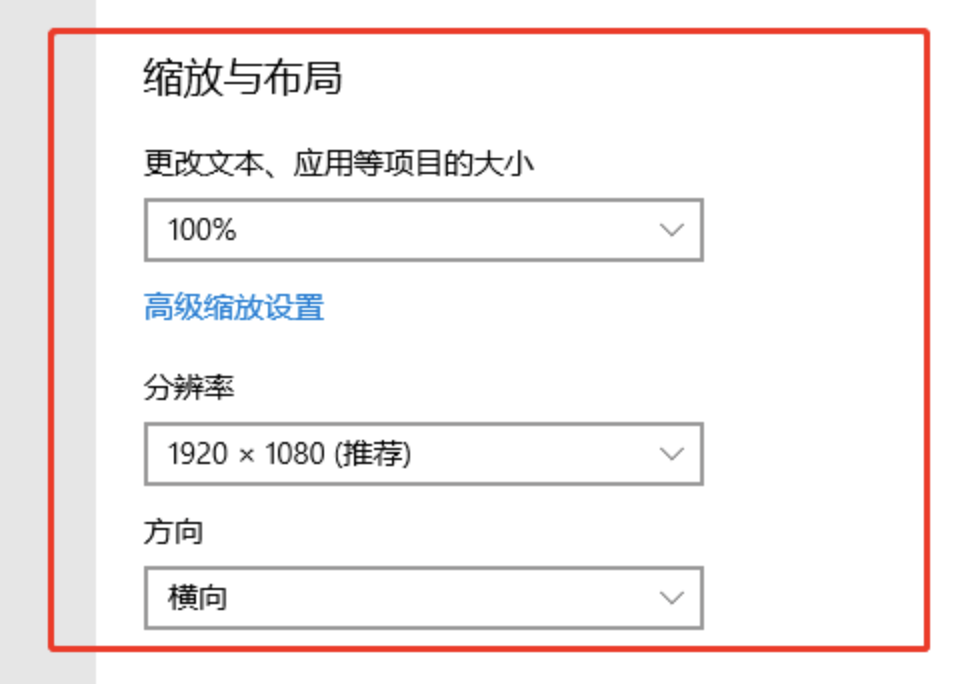 缩放与布局
更改文本、应用等项目的大小
100%
高级缩放设置
分辨率
1920 × 1080 (推荐)
方向
横向